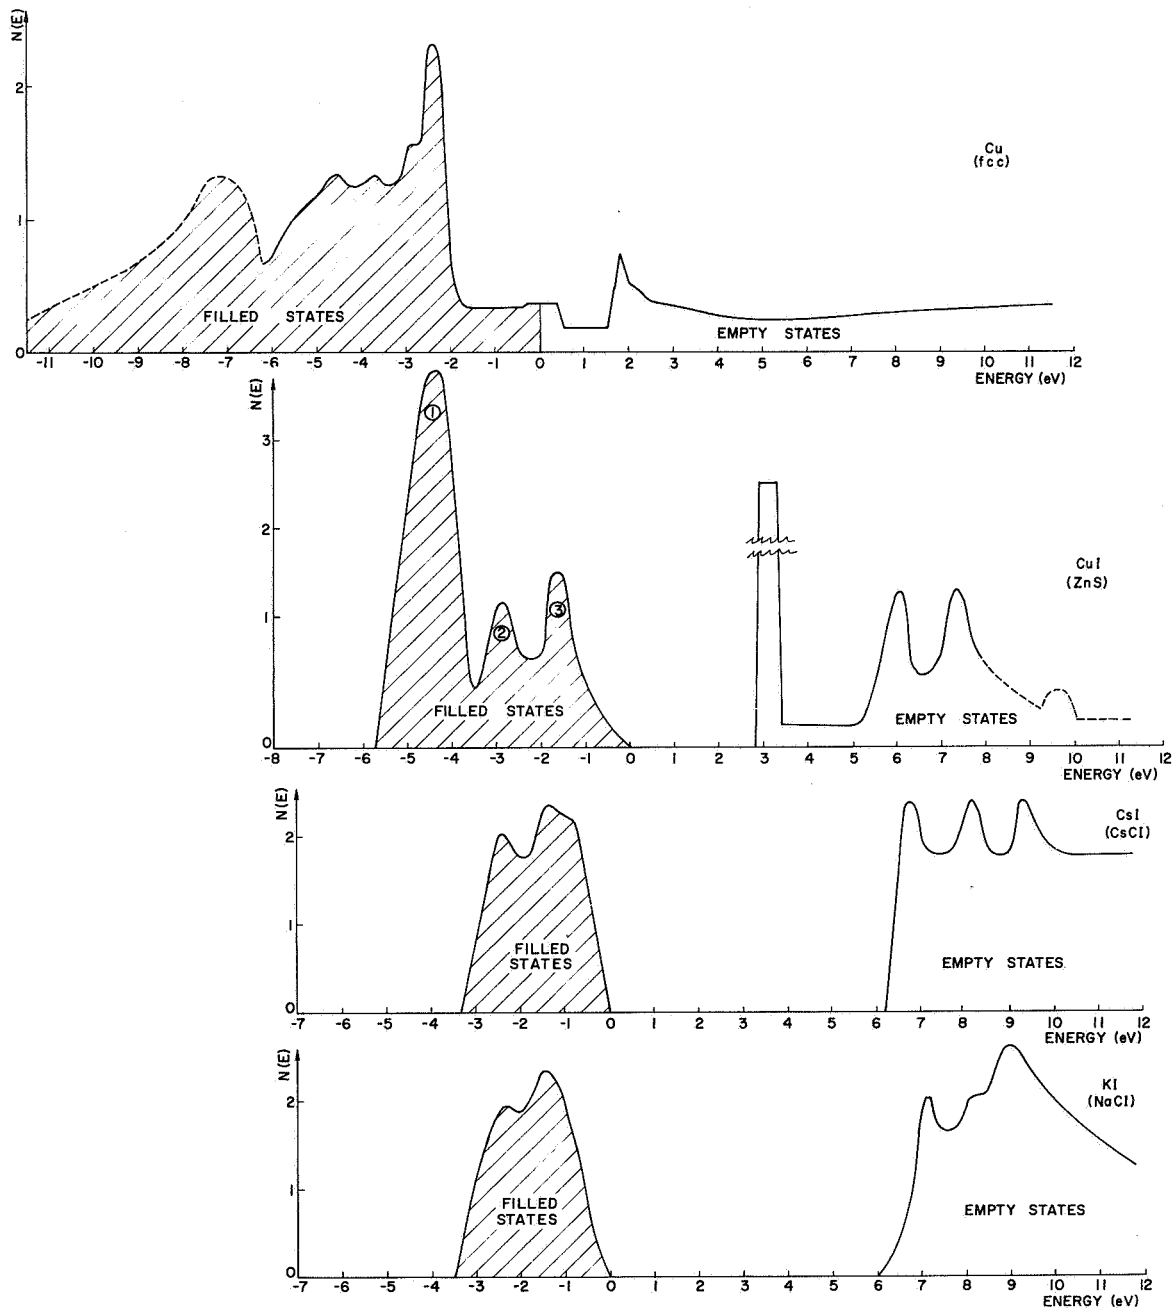 N(E)
2
1
0
Cu
(fcc)
FILLED STATES
EMPTY STATES
-11 -10 -9 -8 -7 -6 -5 -4 -3 -2 -1 0 1 2 3 4 5 6 7 8 9 10 11 12
ENERGY (eV)
N(E)
3
2
1
0
①
②
③
CuI
(ZnS)
FILLED STATES
EMPTY STATES
-8 -7 -6 -5 -4 -3 -2 -1 0 1 2 3 4 5 6 7 8 9 10 11 12
ENERGY (eV)
N(E)
2
1
0
CsI
(CsCl)
FILLED
STATES
EMPTY STATES
-7 -6 -5 -4 -3 -2 -1 0 1 2 3 4 5 6 7 8 9 10 11 12
ENERGY (eV)
N(E)
2
1
0
KI
(NaCl)
FILLED
STATES
EMPTY STATES
-7 -6 -5 -4 -3 -2 -1 0 1 2 3 4 5 6 7 8 9 10 11 12
ENERGY (eV)